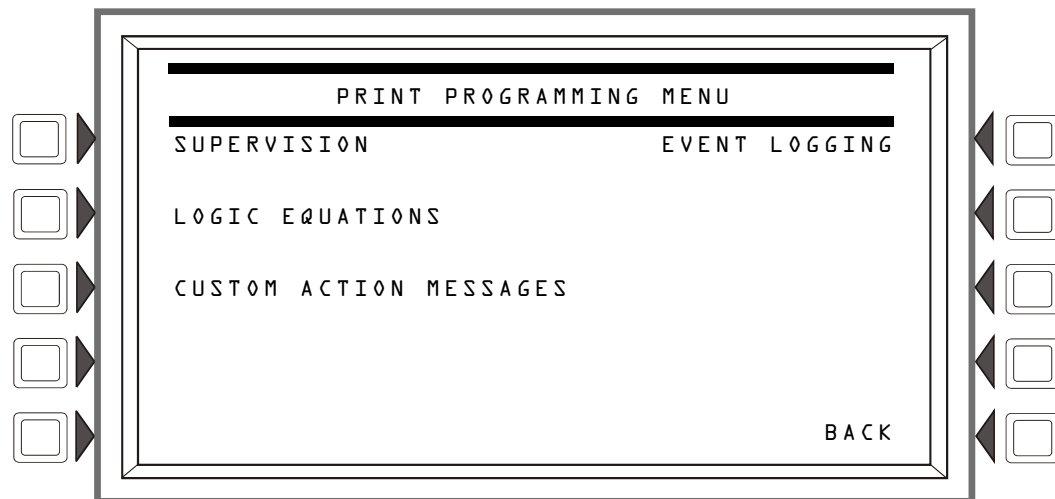 PRINT PROGRAMMING MENU
SUPERVISION EVENT LOGGING
LOGIC EQUATIONS
CUSTOM ACTION MESSAGES
BACK